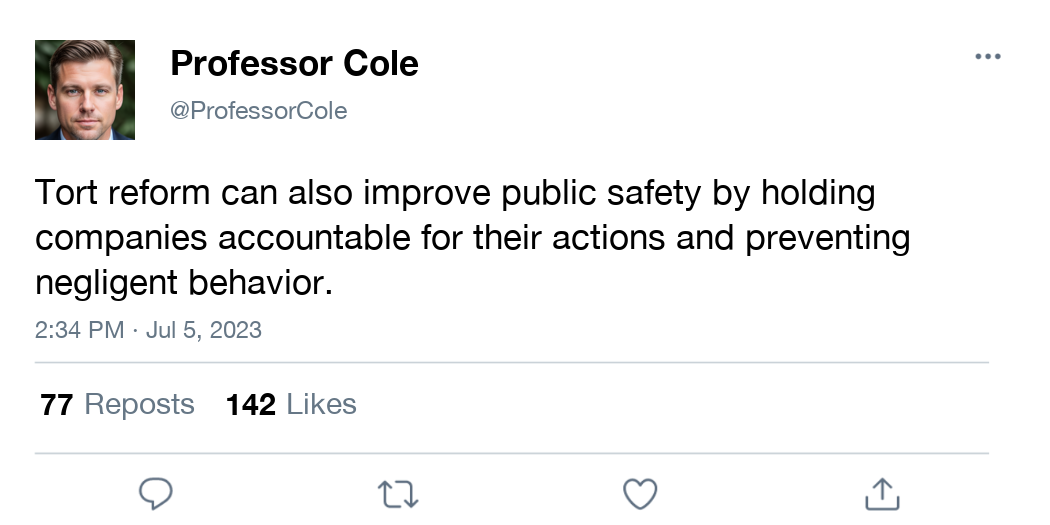 Professor Cole
@ProfessorCole
Tort reform can also improve public safety by holding
companies accountable for their actions and preventing
negligent behavior.
2:34 PM · Jul 5, 2023
77 Reposts 142 Likes